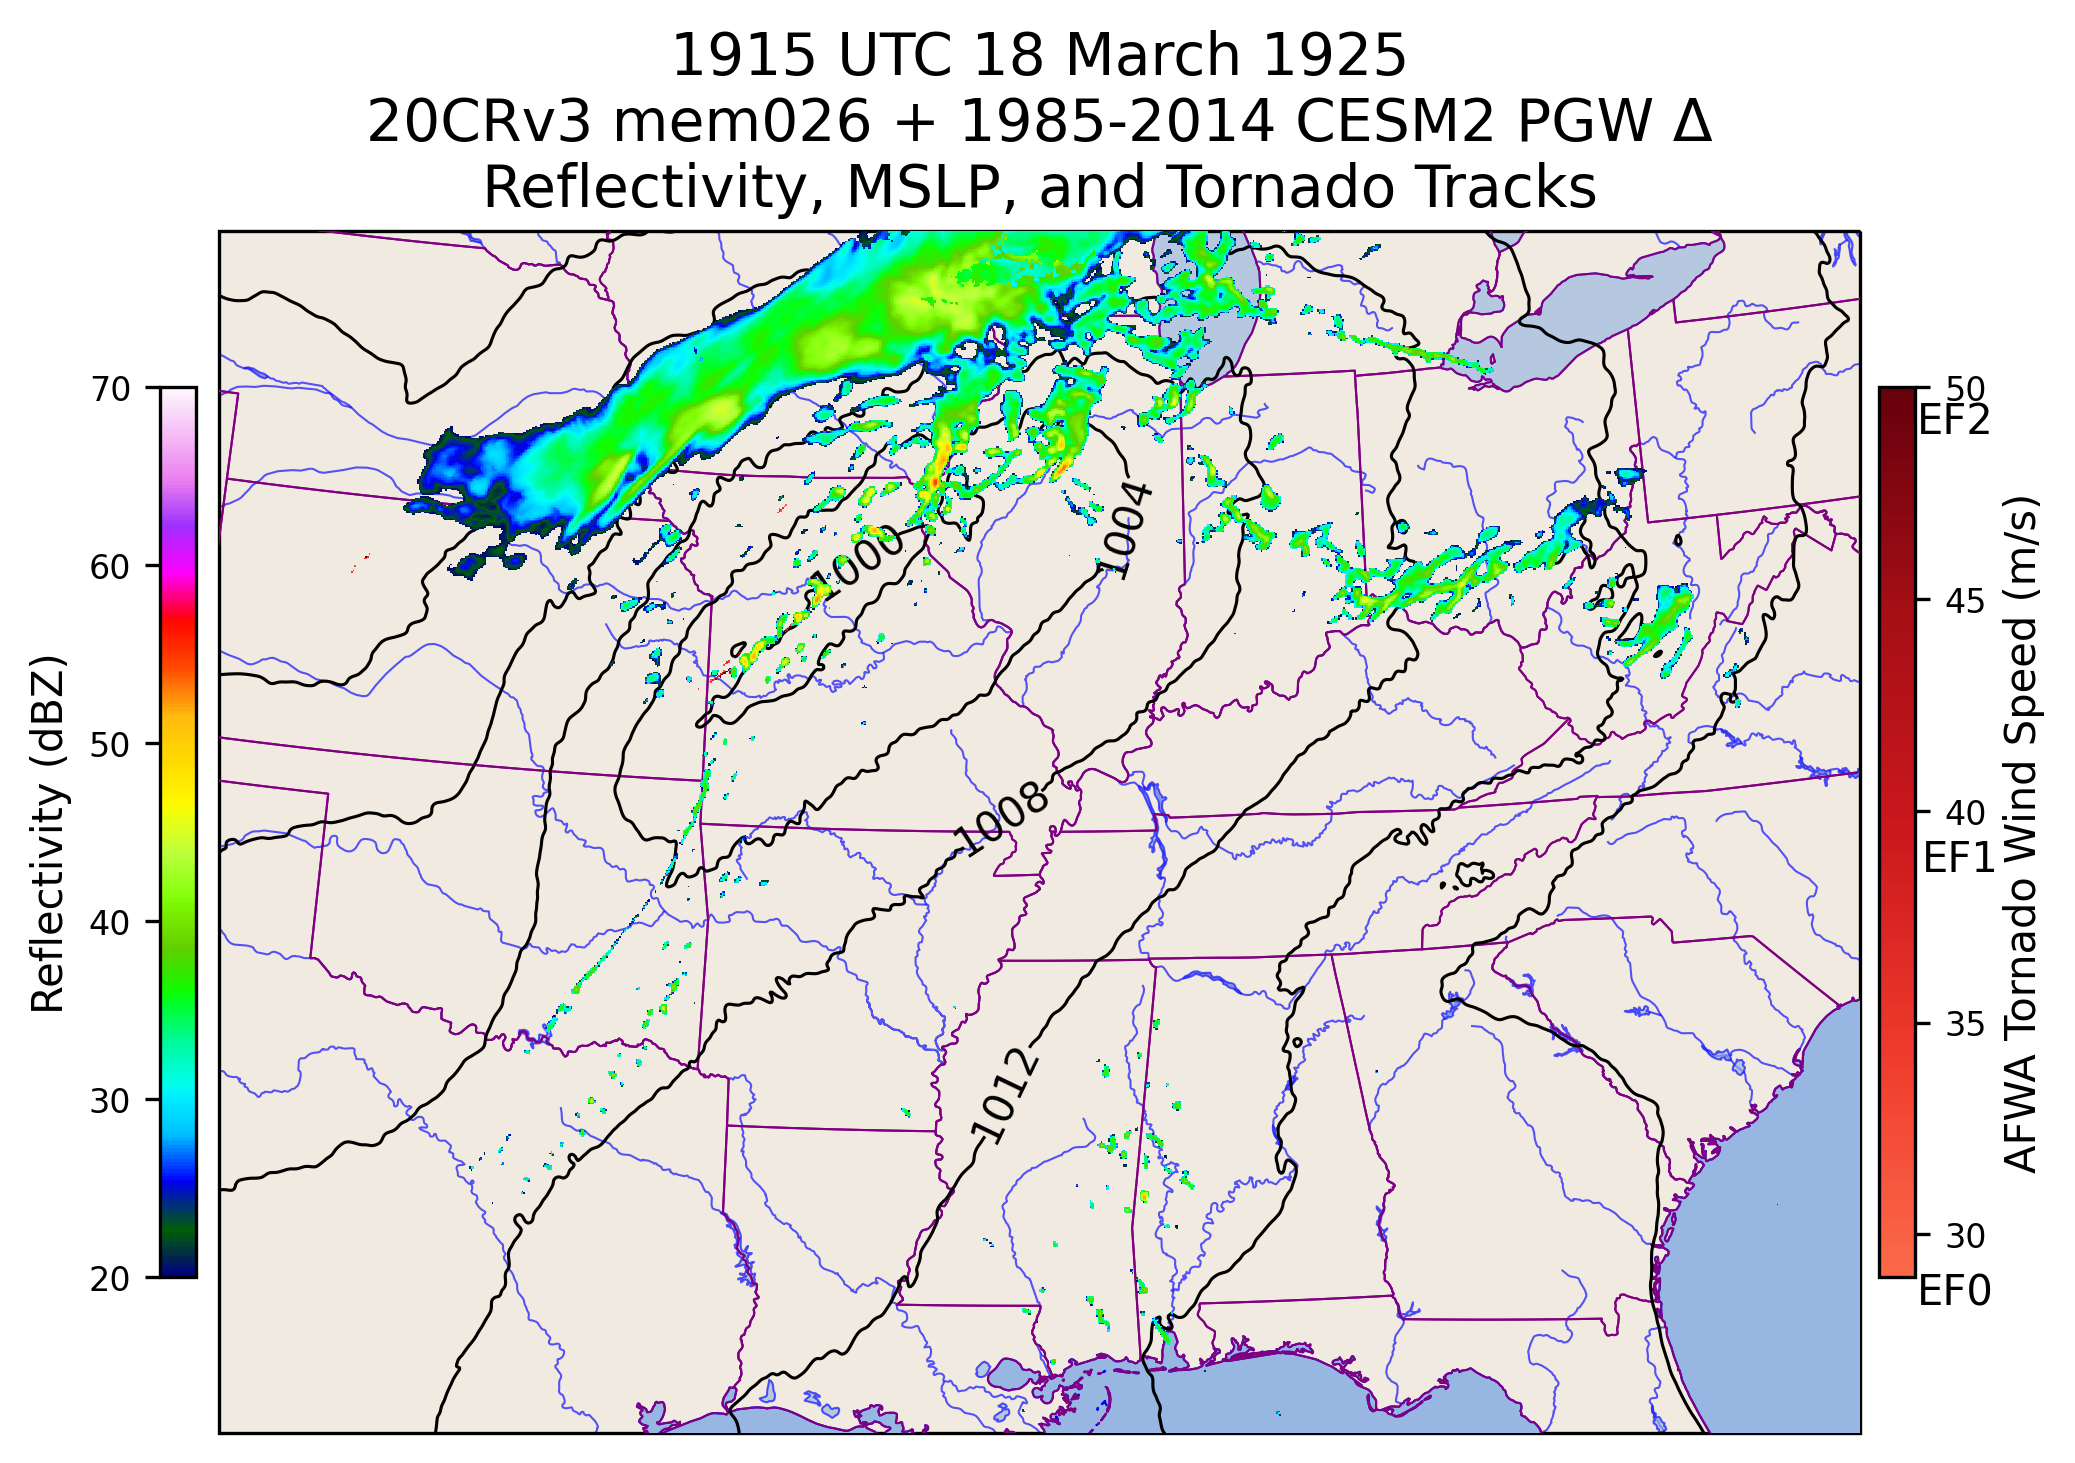 1915 UTC 18 March 1925
20CRv3 mem026 + 1985-2014 CESM2 PGW Δ
Reflectivity, MSLP, and Tornado Tracks
70
60
50
40
30
20
Reflectivity (dBZ)
1000
1004
1008
1012
50
EF2
45
40
EF1
35
30
EF0
AFWA Tornado Wind Speed (m/s)